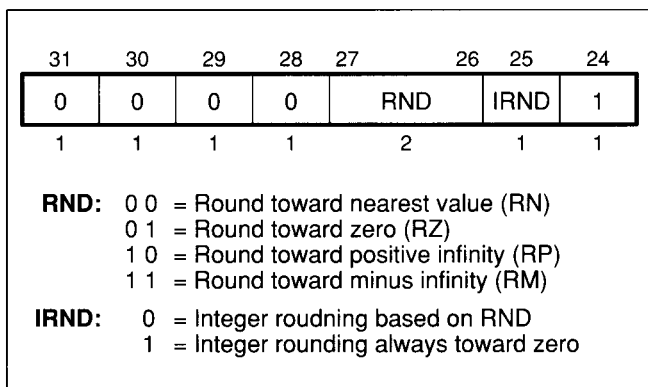 31 30 29 28 27 26 25 24
0 0 0 0 RND IRND 1
1 1 1 1 2 1 1
RND: 0 0 = Round toward nearest value (RN)
0 1 = Round toward zero (RZ)
1 0 = Round toward positive infinity (RP)
1 1 = Round toward minus infinity (RM)
IRND: 0 = Integer roudning based on RND
1 = Integer rounding always toward zero